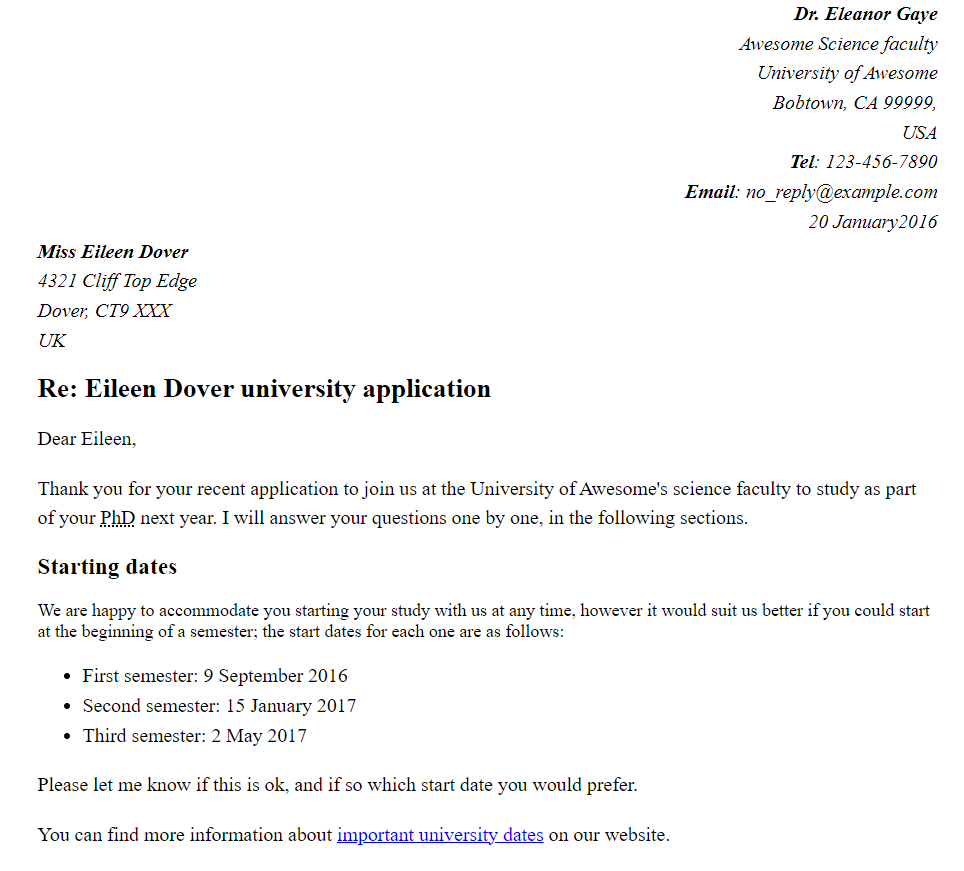 Dr. Eleanor Gaye
Awesome Science faculty
University of Awesome
Bobtown, CA 99999,
USA
Tel: 123-456-7890
Email: no_reply@example.com
20 January2016
Miss Eileen Dover
4321 Cliff Top Edge
Dover, CT9 XXX
UK
Re: Eileen Dover university application
Dear Eileen,
Thank you for your recent application to join us at the University of Awesome's science faculty to study as part
of your PhD next year. I will answer your questions one by one, in the following sections.
Starting dates
We are happy to accommodate you starting your study with us at any time, however it would suit us better if you could start
at the beginning of a semester; the start dates for each one are as follows:
• First semester: 9 September 2016
• Second semester: 15 January 2017
• Third semester: 2 May 2017
Please let me know if this is ok, and if so which start date you would prefer.
You can find more information about important university dates on our website.